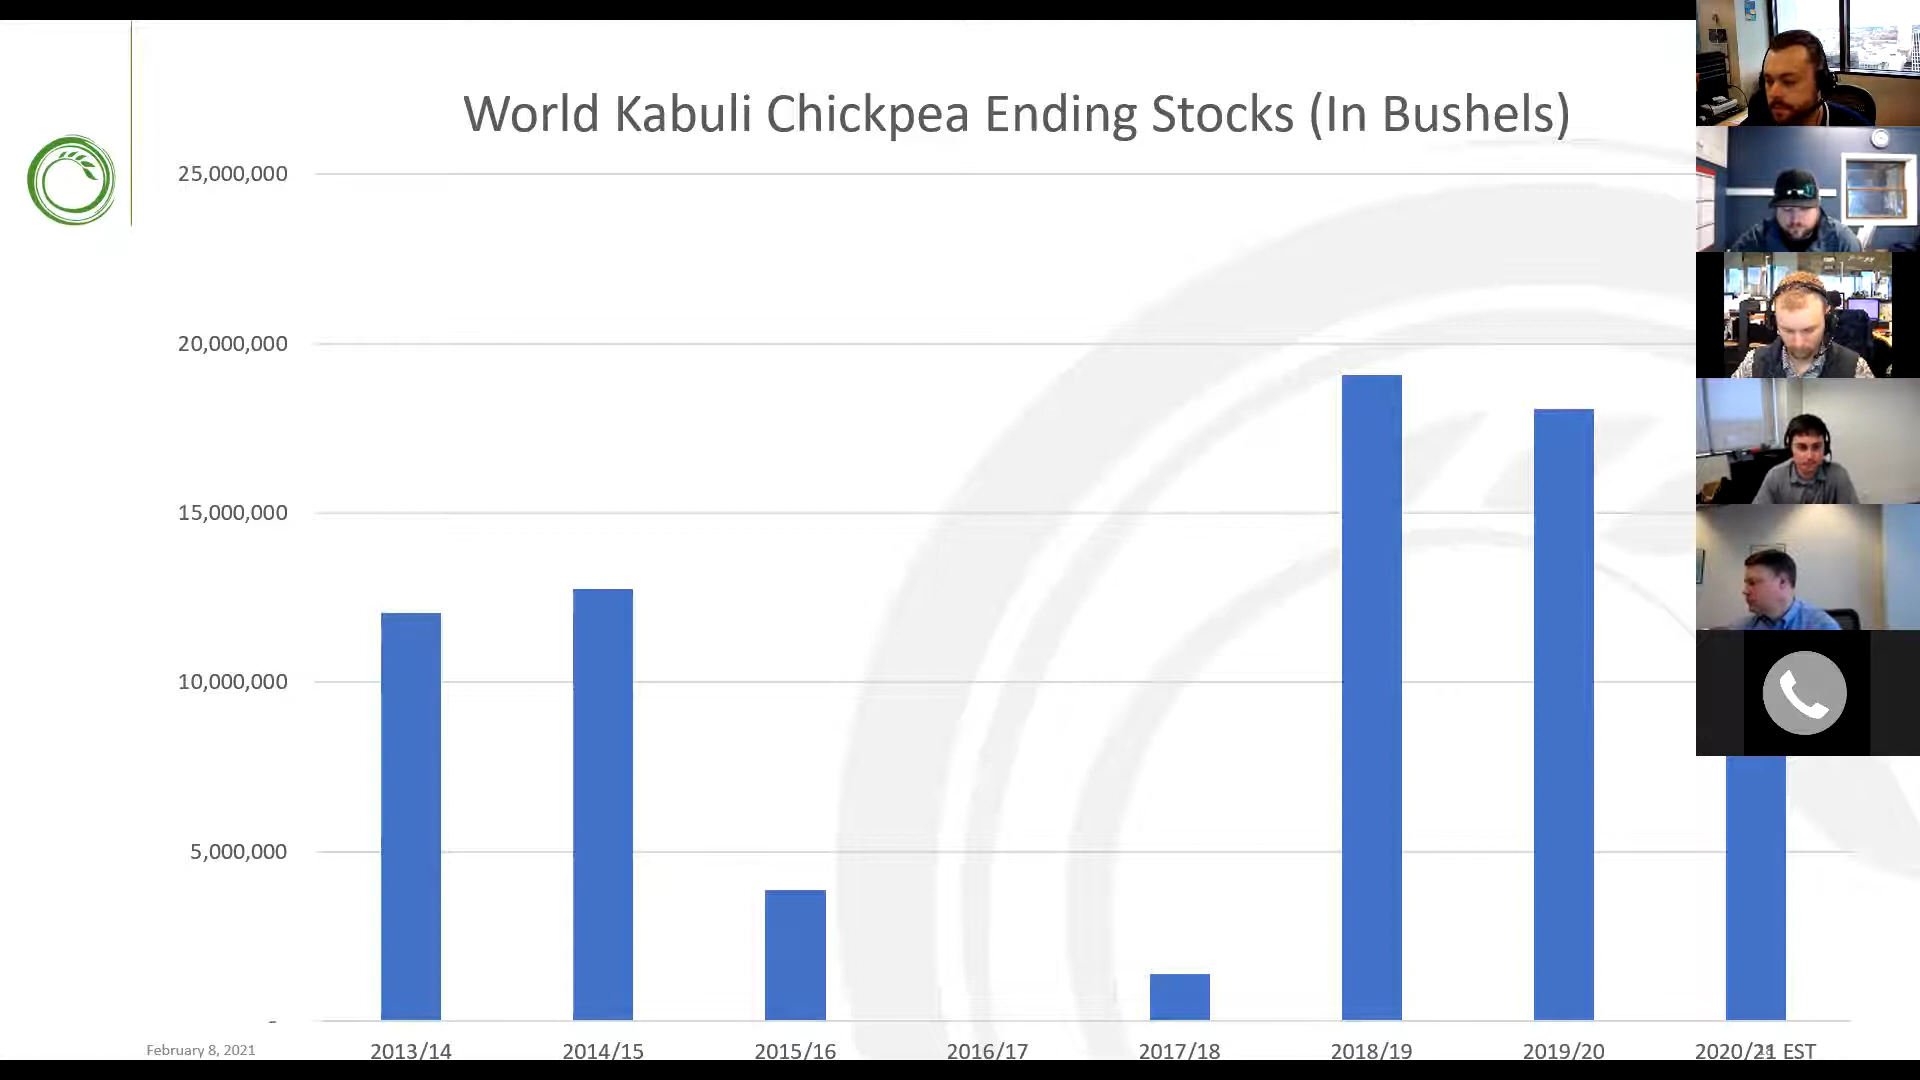 World Kabuli Chickpea Ending Stocks (In Bushels)
25,000,000
20,000,000
15,000,000
10,000,000
5,000,000
-
2013/14 2014/15 2015/16 2016/17 2017/18 2018/19 2019/20 2020/21 EST
February 8, 2021